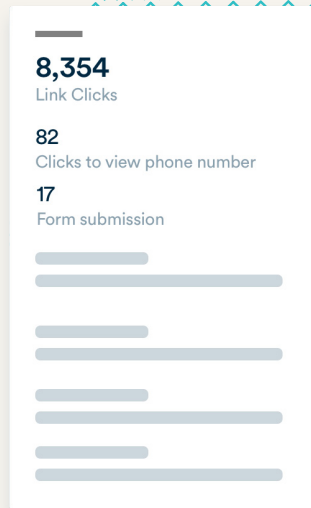 8,354
Link Clicks
82
Clicks to view phone number
17
Form submission